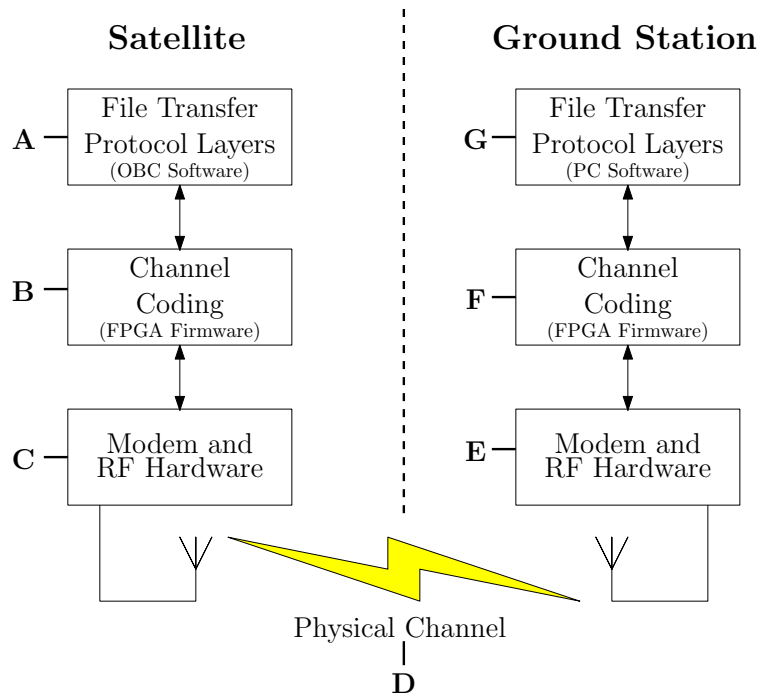 Satellite
Ground Station
A
File Transfer
Protocol Layers
(OBC Software)
G
File Transfer
Protocol Layers
(PC Software)
B
Channel
Coding
(FPGA Firmware)
F
Channel
Coding
(FPGA Firmware)
C
Modem and
RF Hardware
E
Modem and
RF Hardware
Physical Channel
D